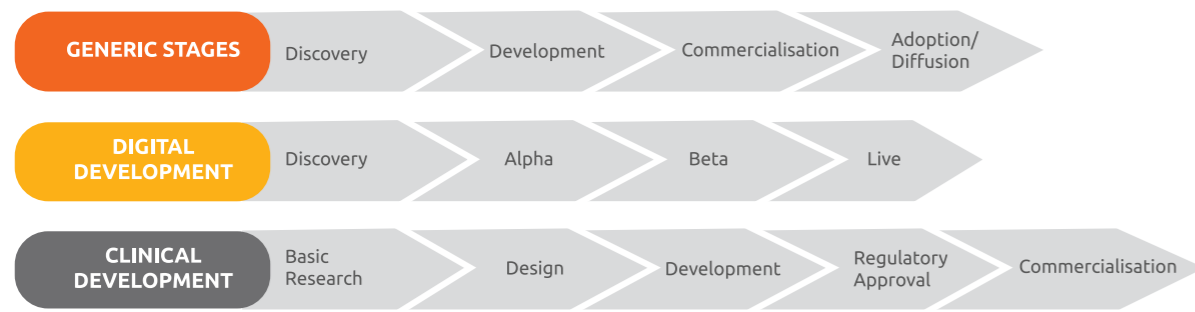 GENERIC STAGES
Discovery
Development
Commercialisation
Adoption/
Diffusion
DIGITAL
DEVELOPMENT
Discovery
Alpha
Beta
Live
CLINICAL
DEVELOPMENT
Basic
Research
Design
Development
Regulatory
Approval
Commercialisation